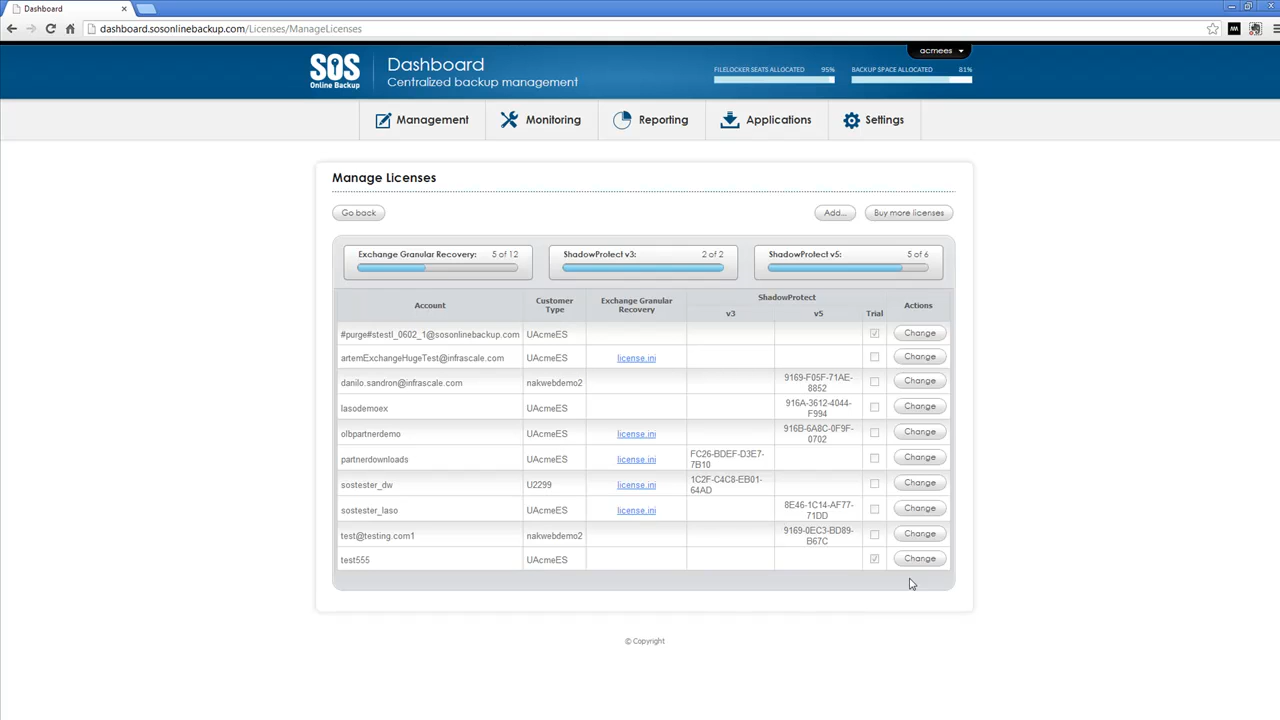 Dashboard
dashboard.sosonlinebackup.com/Licenses/ManageLicenses
acmees
SOS
Online Backup
Dashboard
Centralized backup management
FILELOCKER SEATS ALLOCATED 95%
BACKUP SPACE ALLOCATED 81%
Management
Monitoring
Reporting
Applications
Settings
Manage Licenses
Go back
Add...
Buy more licenses
Exchange Granular Recovery: 5 of 12
ShadowProtect v3: 2 of 2
ShadowProtect v5: 5 of 6
Account
Customer
Type
Exchange Granular
Recovery
ShadowProtect
v3
v5
Trial
Actions
#purge#stestl_0602_1@sosonlinebackup.com UAcmeES Change
artemExchangeHugeTest@infrascale.com UAcmeES license.ini Change
danilo.sandron@infrascale.com nakwebdemo2 9169-F05F-71AE-
8852 Change
lasodemoex UAcmeES 916A-3612-4044-
F994 Change
olbpartnerdemo UAcmeES license.ini 916B-6A8C-0F9F-
0702 Change
partnerdownloads UAcmeES license.ini FC26-BDEF-D3E7-
7B10 Change
sostester_dw U2299 license.ini 1C2F-C4C8-EB01-
64AD Change
sostester_laso UAcmeES license.ini 8E46-1C14-AF77-
71DD Change
test@testing.com1 nakwebdemo2 9169-0EC3-BD89-
B67C Change
test555 UAcmeES Change
© Copyright